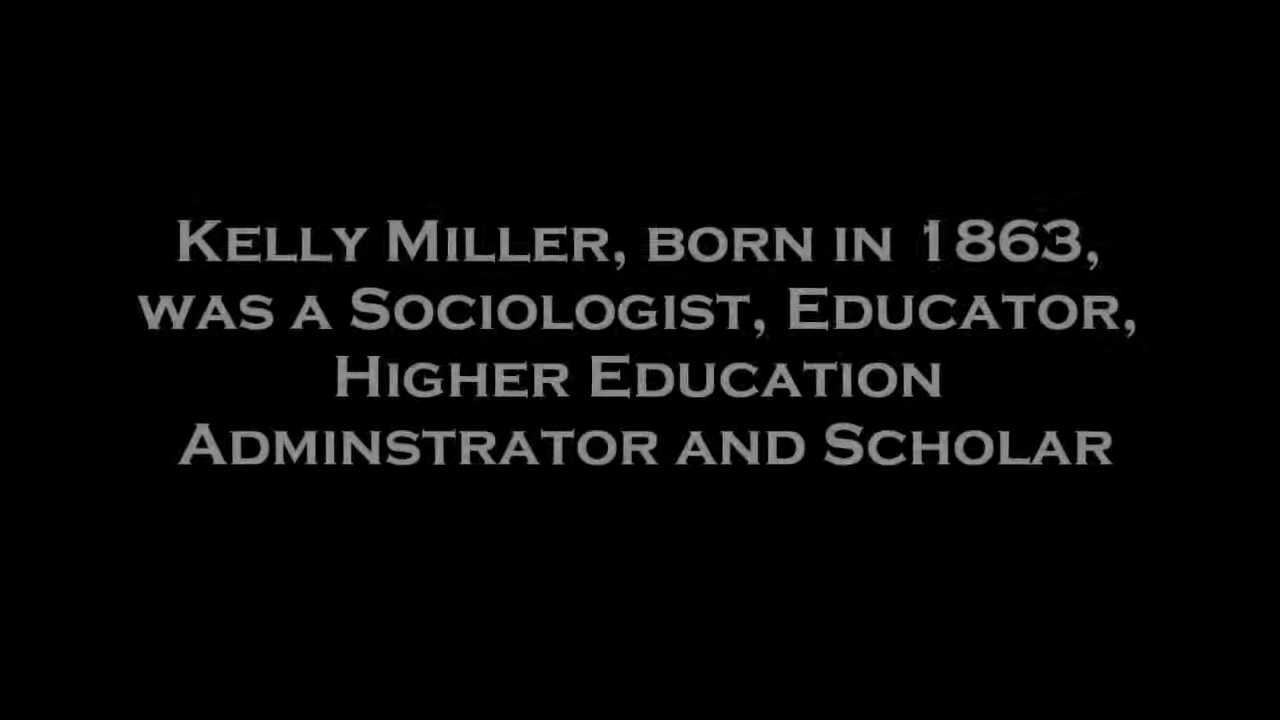 Kelly Miller, born in 1863,
was a Sociologist, Educator,
Higher Education
Adminstrator and Scholar